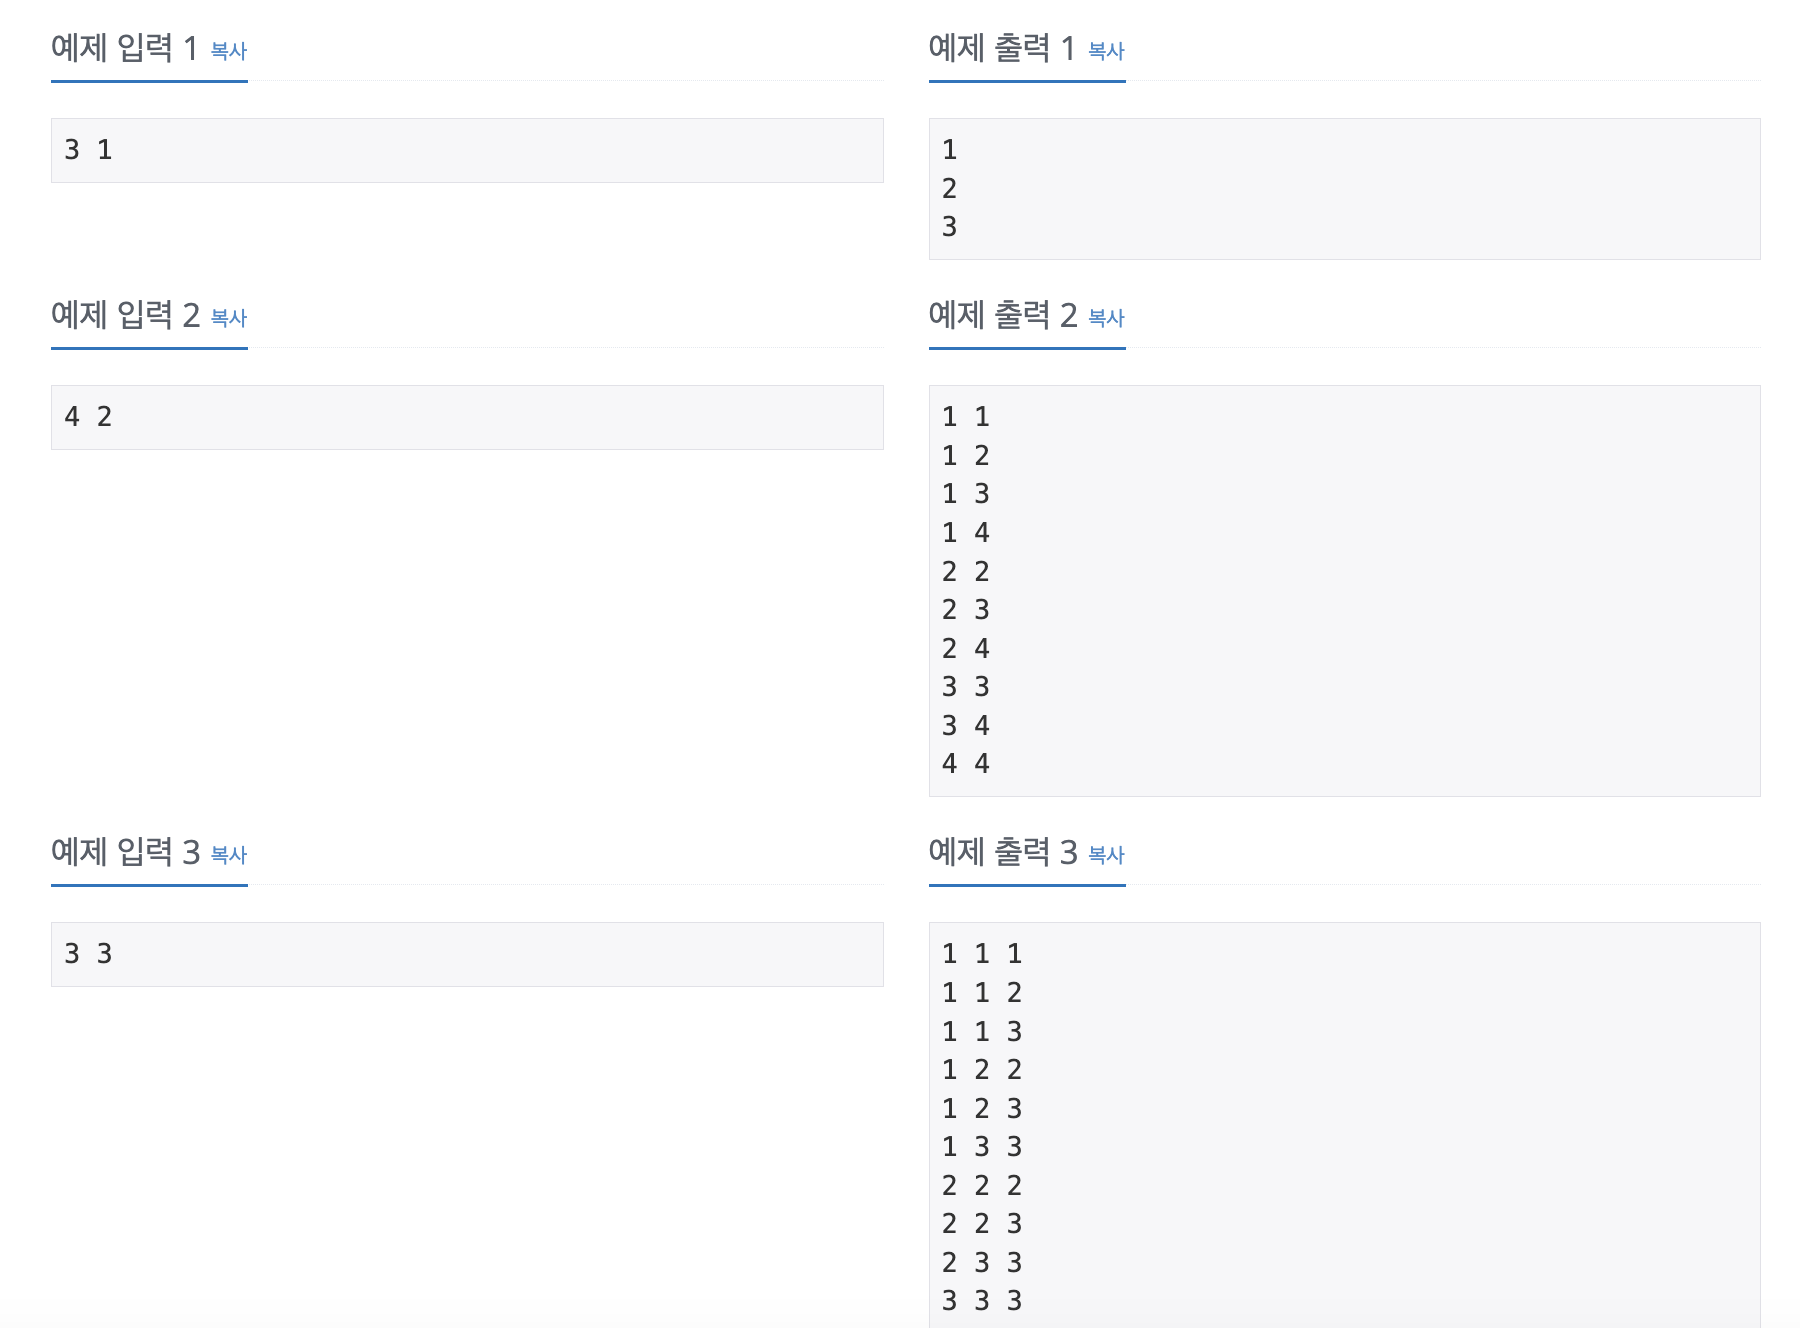 예제 입력 1 복사
3 1
예제 출력 1 복사
1
2
3
예제 입력 2 복사
4 2
예제 출력 2 복사
1 1
1 2
1 3
1 4
2 2
2 3
2 4
3 3
3 4
4 4
예제 입력 3 복사
3 3
예제 출력 3 복사
1 1 1
1 1 2
1 1 3
1 2 2
1 2 3
1 3 3
2 2 2
2 2 3
2 3 3
3 3 3